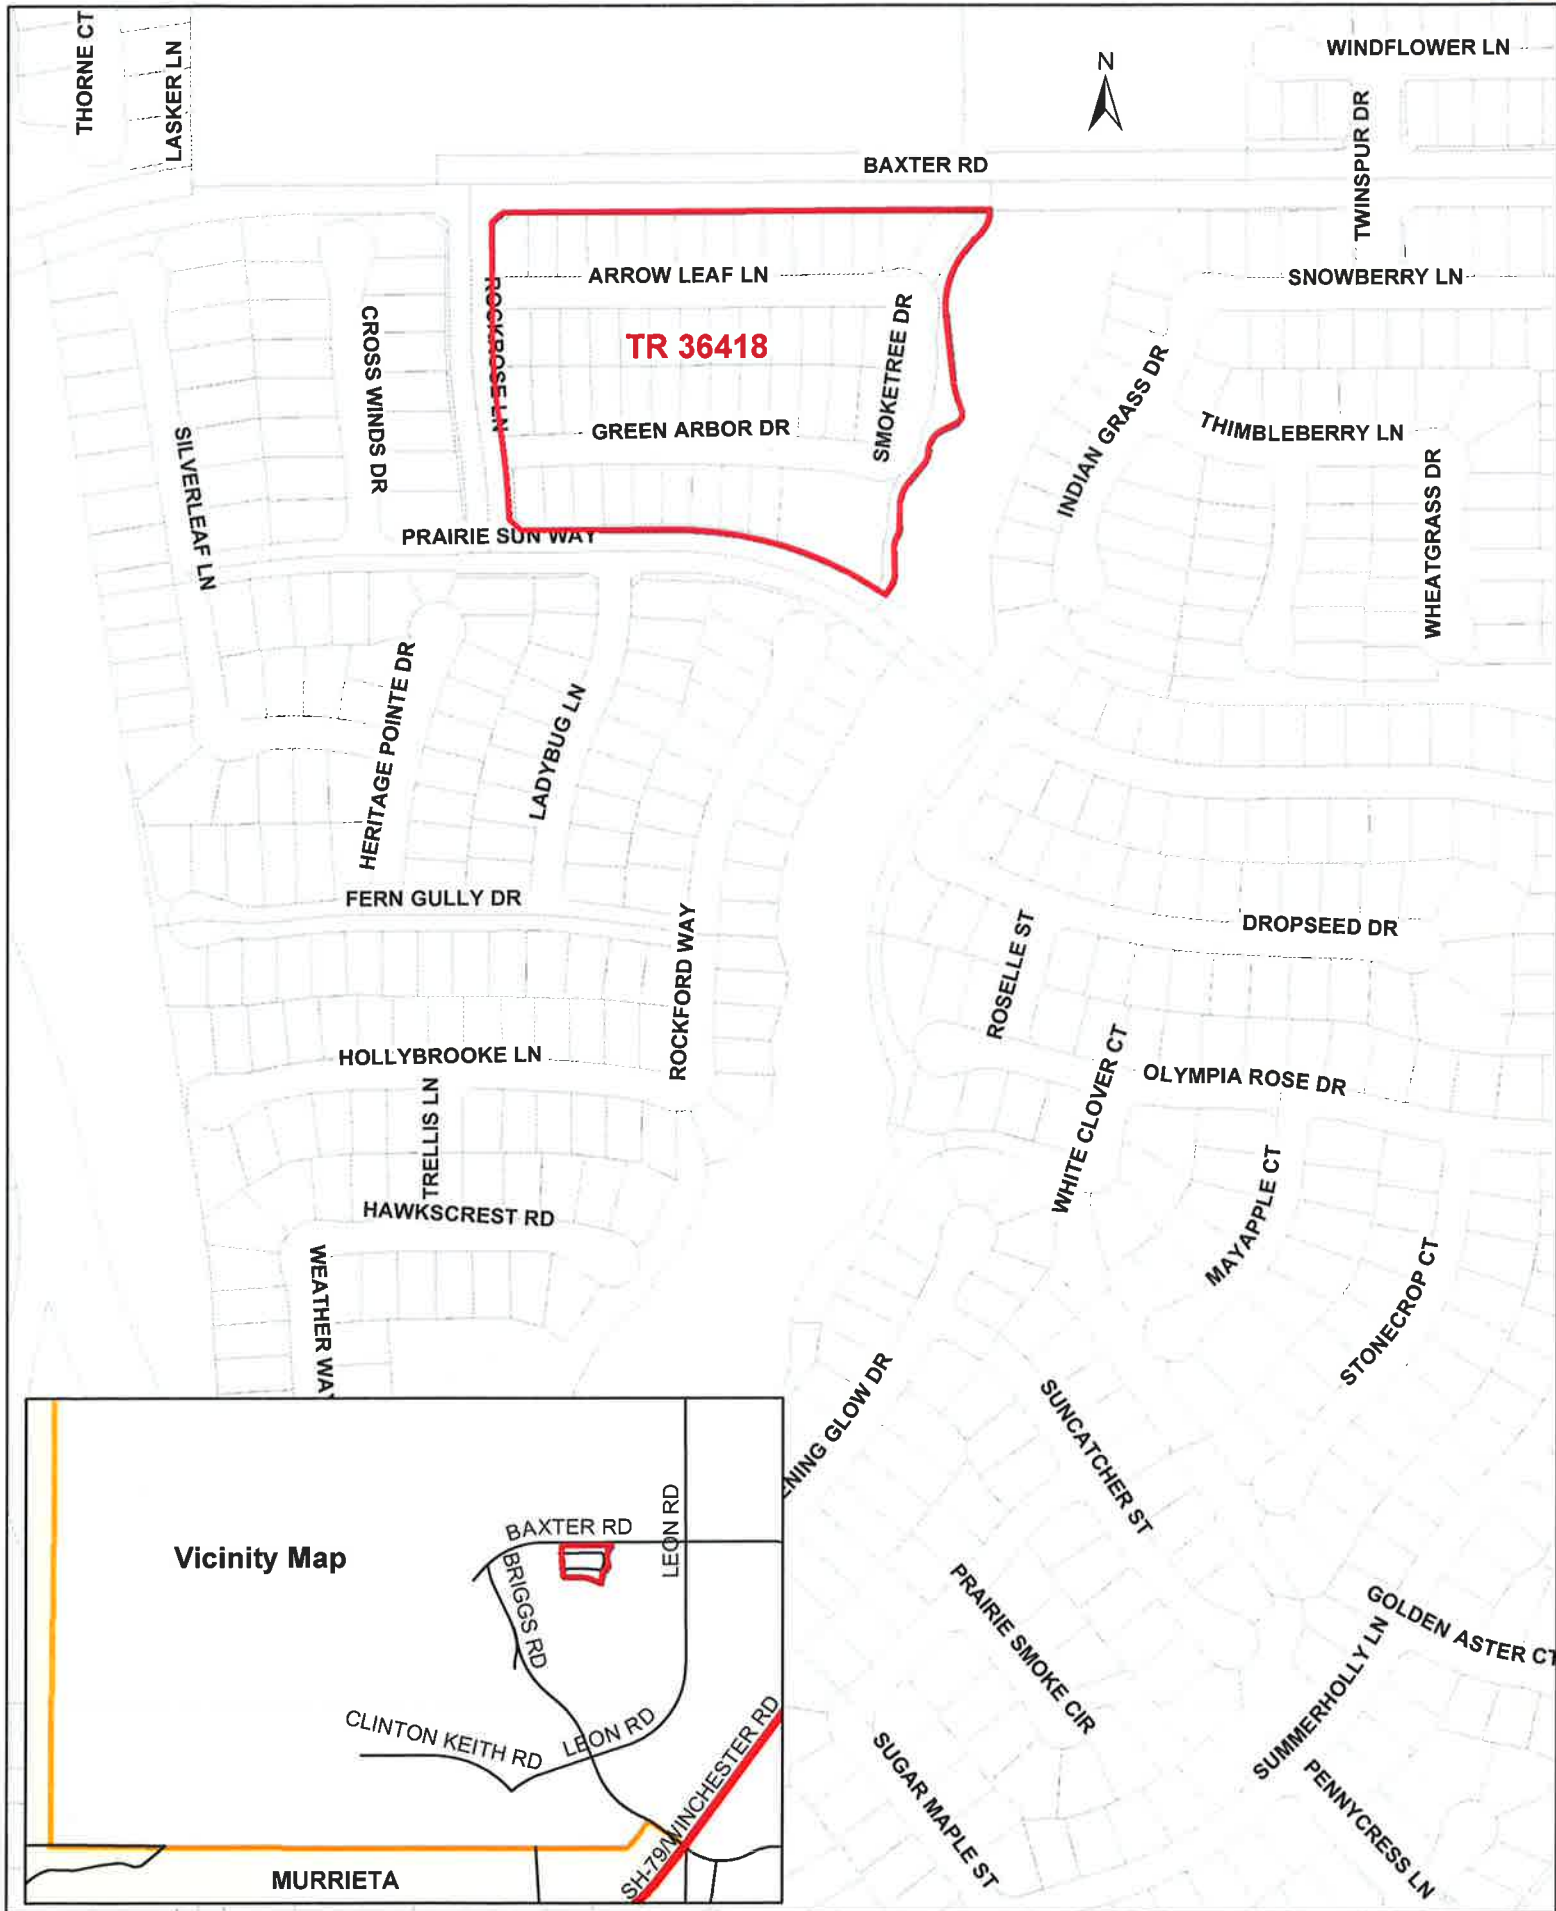 THORNE CT
LASKER LN
WINDFLOWER LN
N
TWINSPUR DR
BAXTER RD
ARROW LEAF LN
SNOWBERRY LN
ROCKROSE LN
CROSS WINDS DR
TR 36418
SMOKETREE DR
INDIAN GRASS DR
GREEN ARBOR DR
THIMBLEBERRY LN
SILVERLEAF LN
WHEATGRASS DR
PRAIRIE SUN WAY
HERITAGE POINTE DR
LADYBUG LN
FERN GULLY DR
ROCKFORD WAY
ROSELLE ST
DROPSEED DR
HOLLYBROOKE LN
TRELLIS LN
WHITE CLOVER CT
OLYMPIA ROSE DR
HAWKSCREST RD
MAYAPPLE CT
WEATHER WAY
STONECROP CT
ENING GLOW DR
SUNCATCHER ST
PRAIRIE SMOKE CIR
GOLDEN ASTER CT
SUMMERHOLLY LN
SUGAR MAPLE ST
PENNYCRESS LN
Vicinity Map
BAXTER RD
LEON RD
BRIGGS RD
CLINTON KEITH RD
LEON RD
SH-79/WINCHESTER RD
MURRIETA